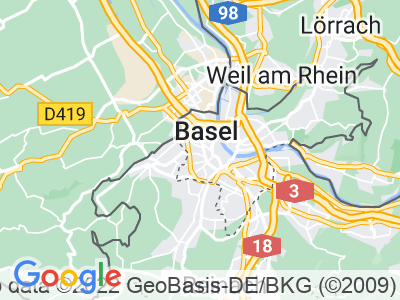 98
Lörrach
Weil am Rhein
D419
Basel
3
18
Google
data ©2022 GeoBasis-DE/BKG (©2009)